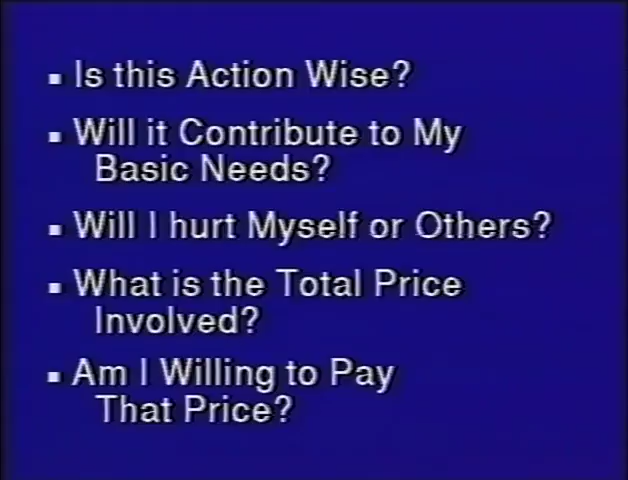 ▪ Is this Action Wise?
▪ Will it Contribute to My
Basic Needs?
▪ Will I hurt Myself or Others?
▪ What is the Total Price
Involved?
▪ Am I Willing to Pay
That Price?